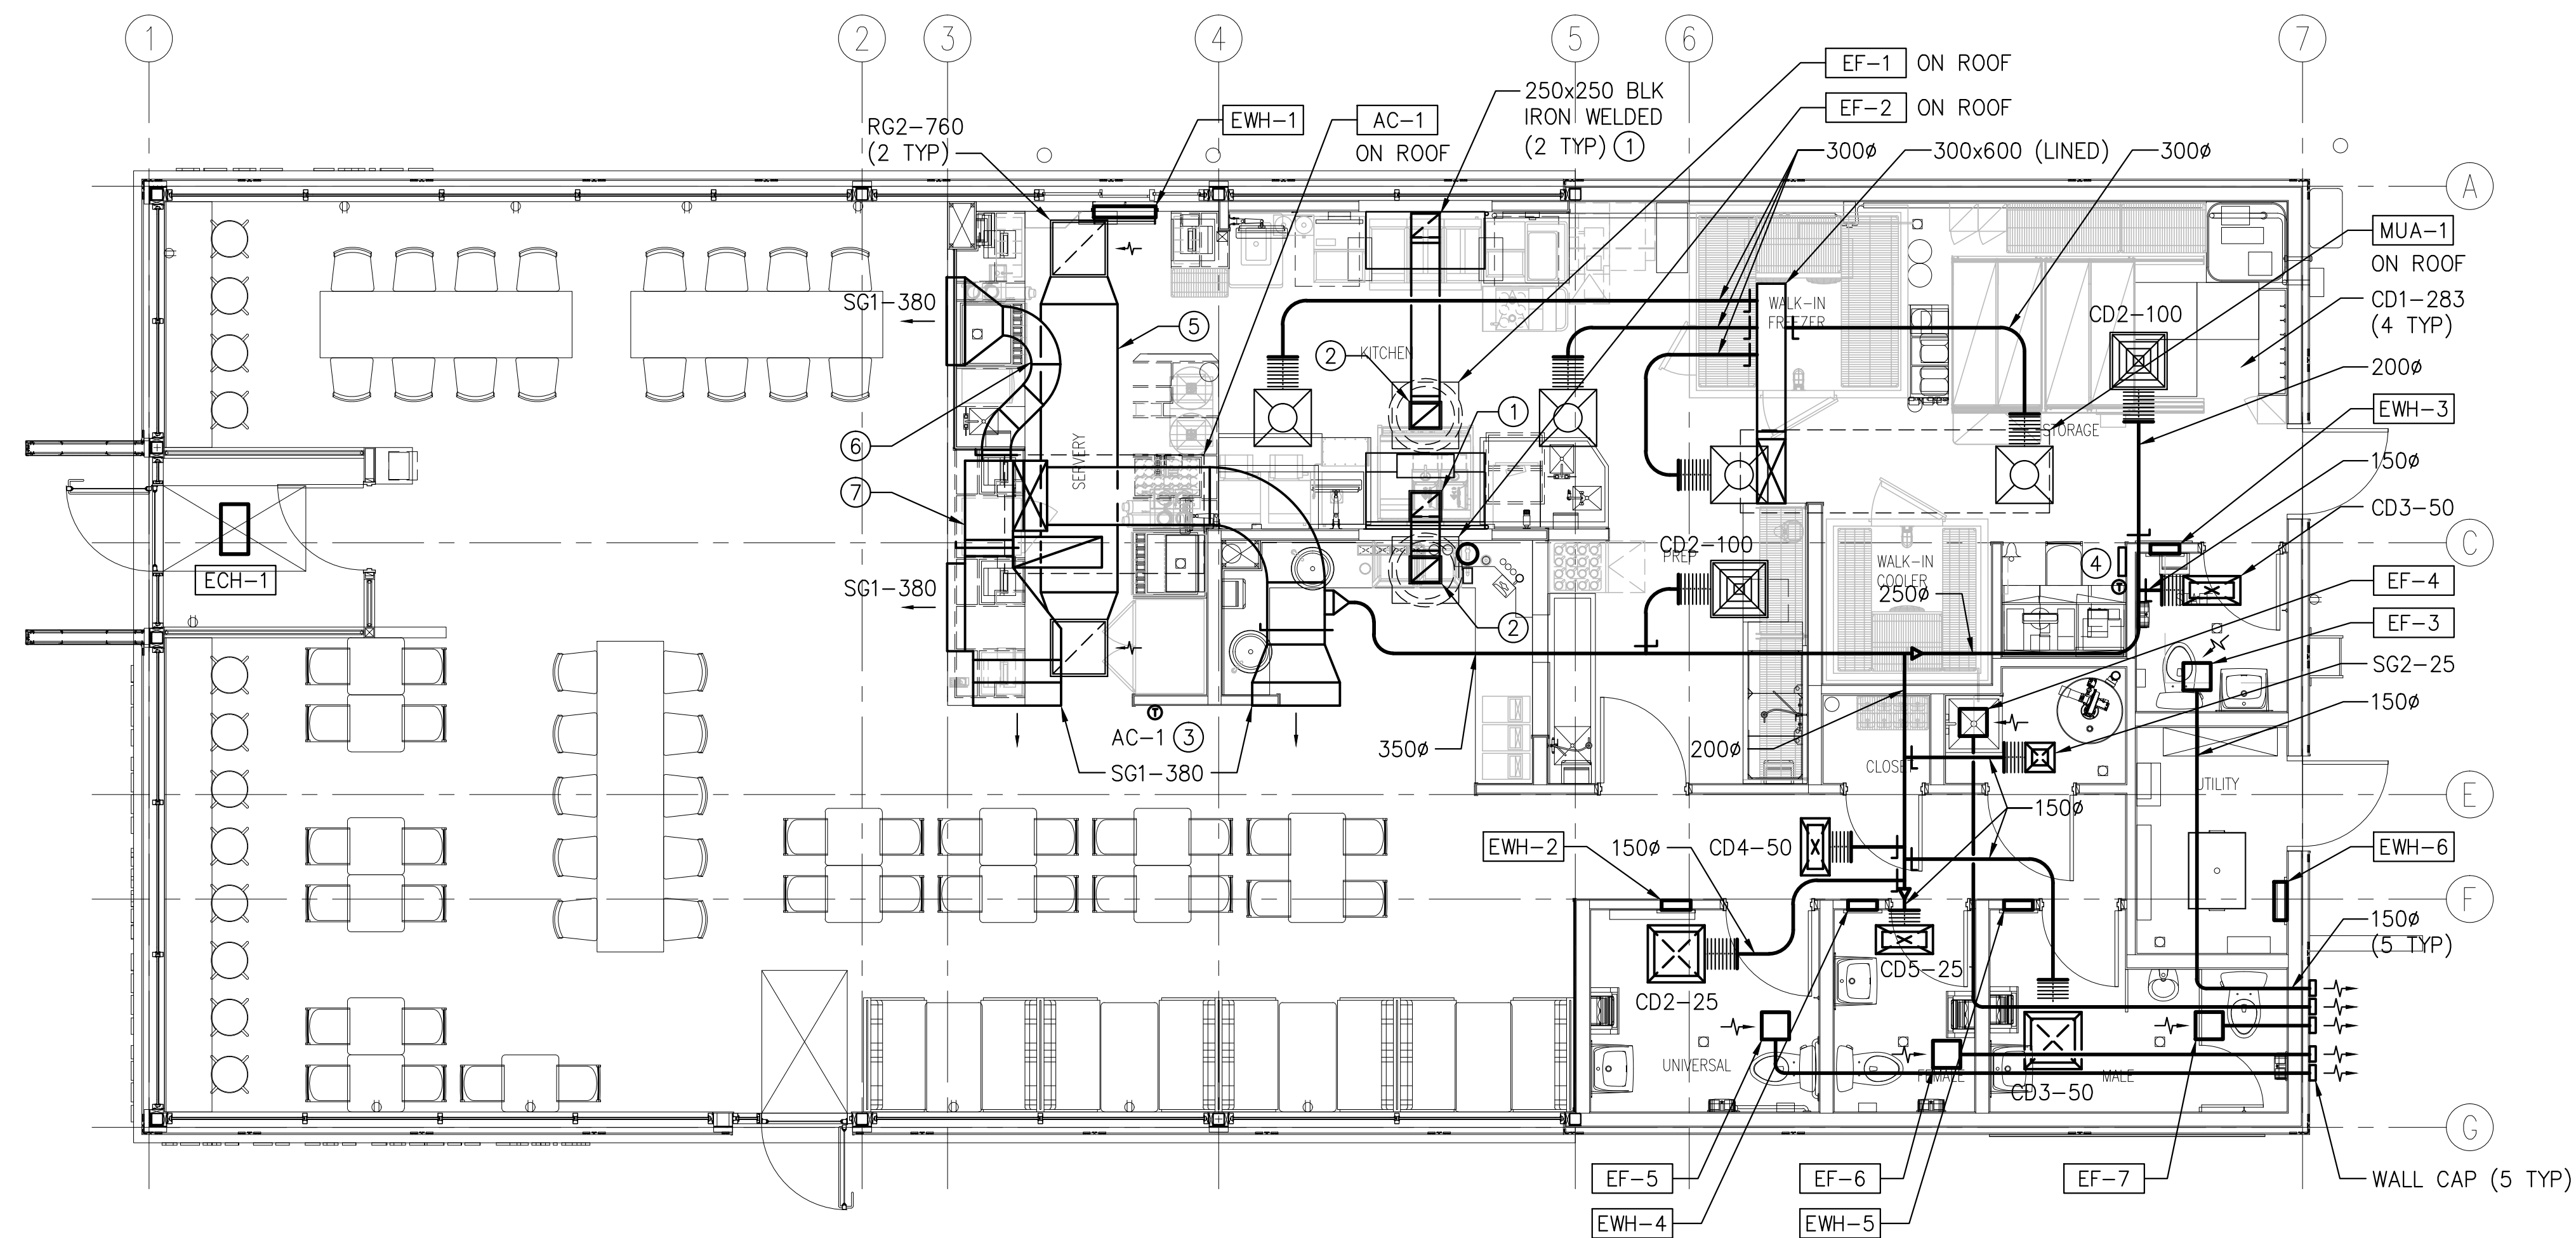 1
2
3
4
5
6
7
EF-1 ON ROOF
EF-2 ON ROOF
250x250 BLK
IRON WELDED
(2 TYP) 1
RG2-760
(2 TYP)
EWH-1
AC-1
ON ROOF
300ø
300x600 (LINED)
300ø
A
MUA-1
ON ROOF
CD1-283
(4 TYP)
SG1-380
5
WALK-IN
FREEZER
CD2-100
2
KITCHEN
200ø
EWH-3
6
1
STORAGE
SERVERY
150ø
7
CD3-50
C
CD2-100
PREP
WALK-IN
COOLER
4
ECH-1
SG1-380
250ø
EF-4
2
EF-3
SG2-25
150ø
AC-1 3
350ø
200ø
SG1-380
CLOSET
UTILITY
E
150ø
EWH-2
150ø
CD4-50
EWH-6
F
150ø
(5 TYP)
CD5-25
CD2-25
UNIVERSAL
FEMALE
MALE
CD3-50
G
EF-5
EF-6
EF-7
WALL CAP (5 TYP)
EWH-4
EWH-5